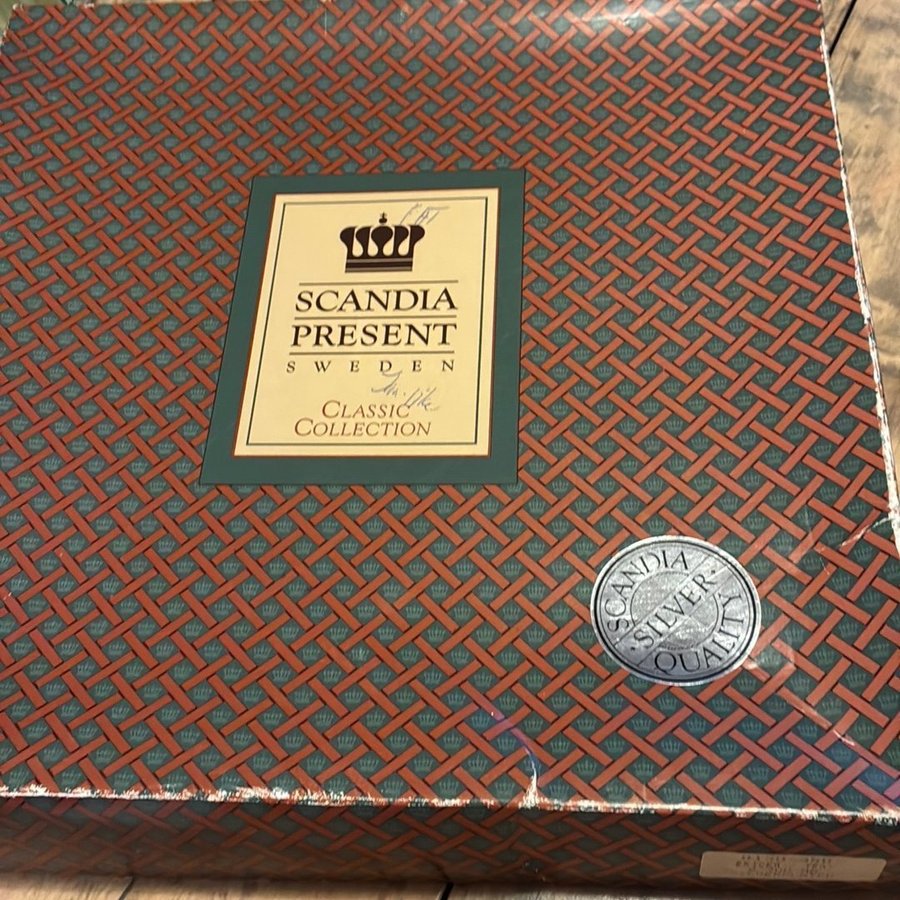 SCANDIA
PRESENT
SWEDEN
CLASSIC
COLLECTION
SCANDIA
·SILVER·
QUALITY